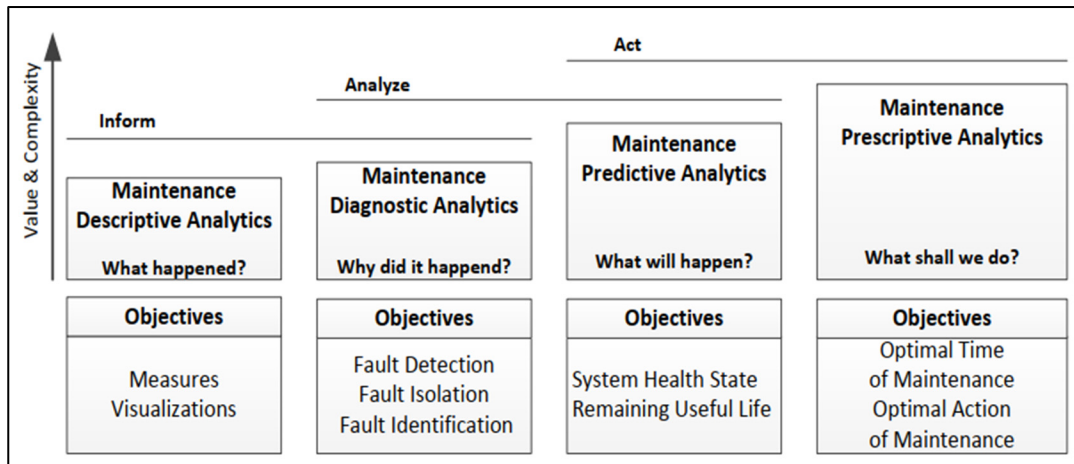 Value & Complexity
Act
Analyze
Inform
Maintenance
Descriptive Analytics
What happened?
Maintenance
Diagnostic Analytics
Why did it happend?
Maintenance
Predictive Analytics
What will happen?
Maintenance
Prescriptive Analytics
What shall we do?
Objectives
Measures
Visualizations
Objectives
Fault Detection
Fault Isolation
Fault Identification
Objectives
System Health State
Remaining Useful Life
Objectives
Optimal Time
of Maintenance
Optimal Action
of Maintenance